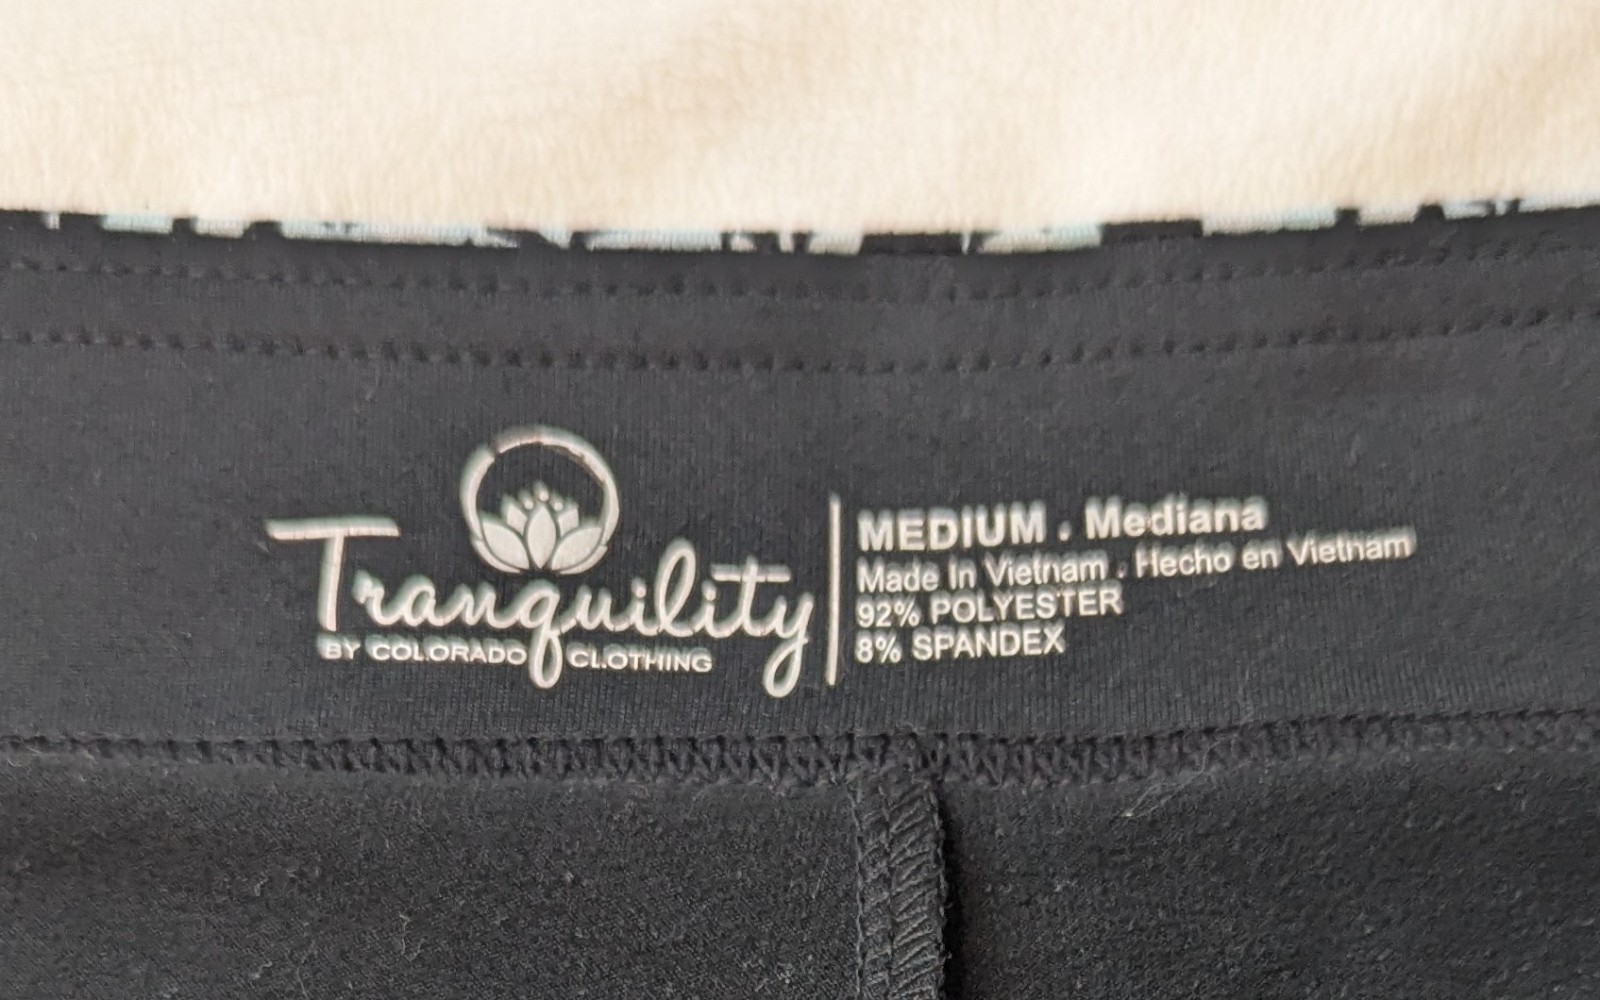 Tranquility
BY COLORADO CLOTHING
MEDIUM . Mediana
Made In Vietnam . Hecho en Vietnam
92% POLYESTER
8% SPANDEX